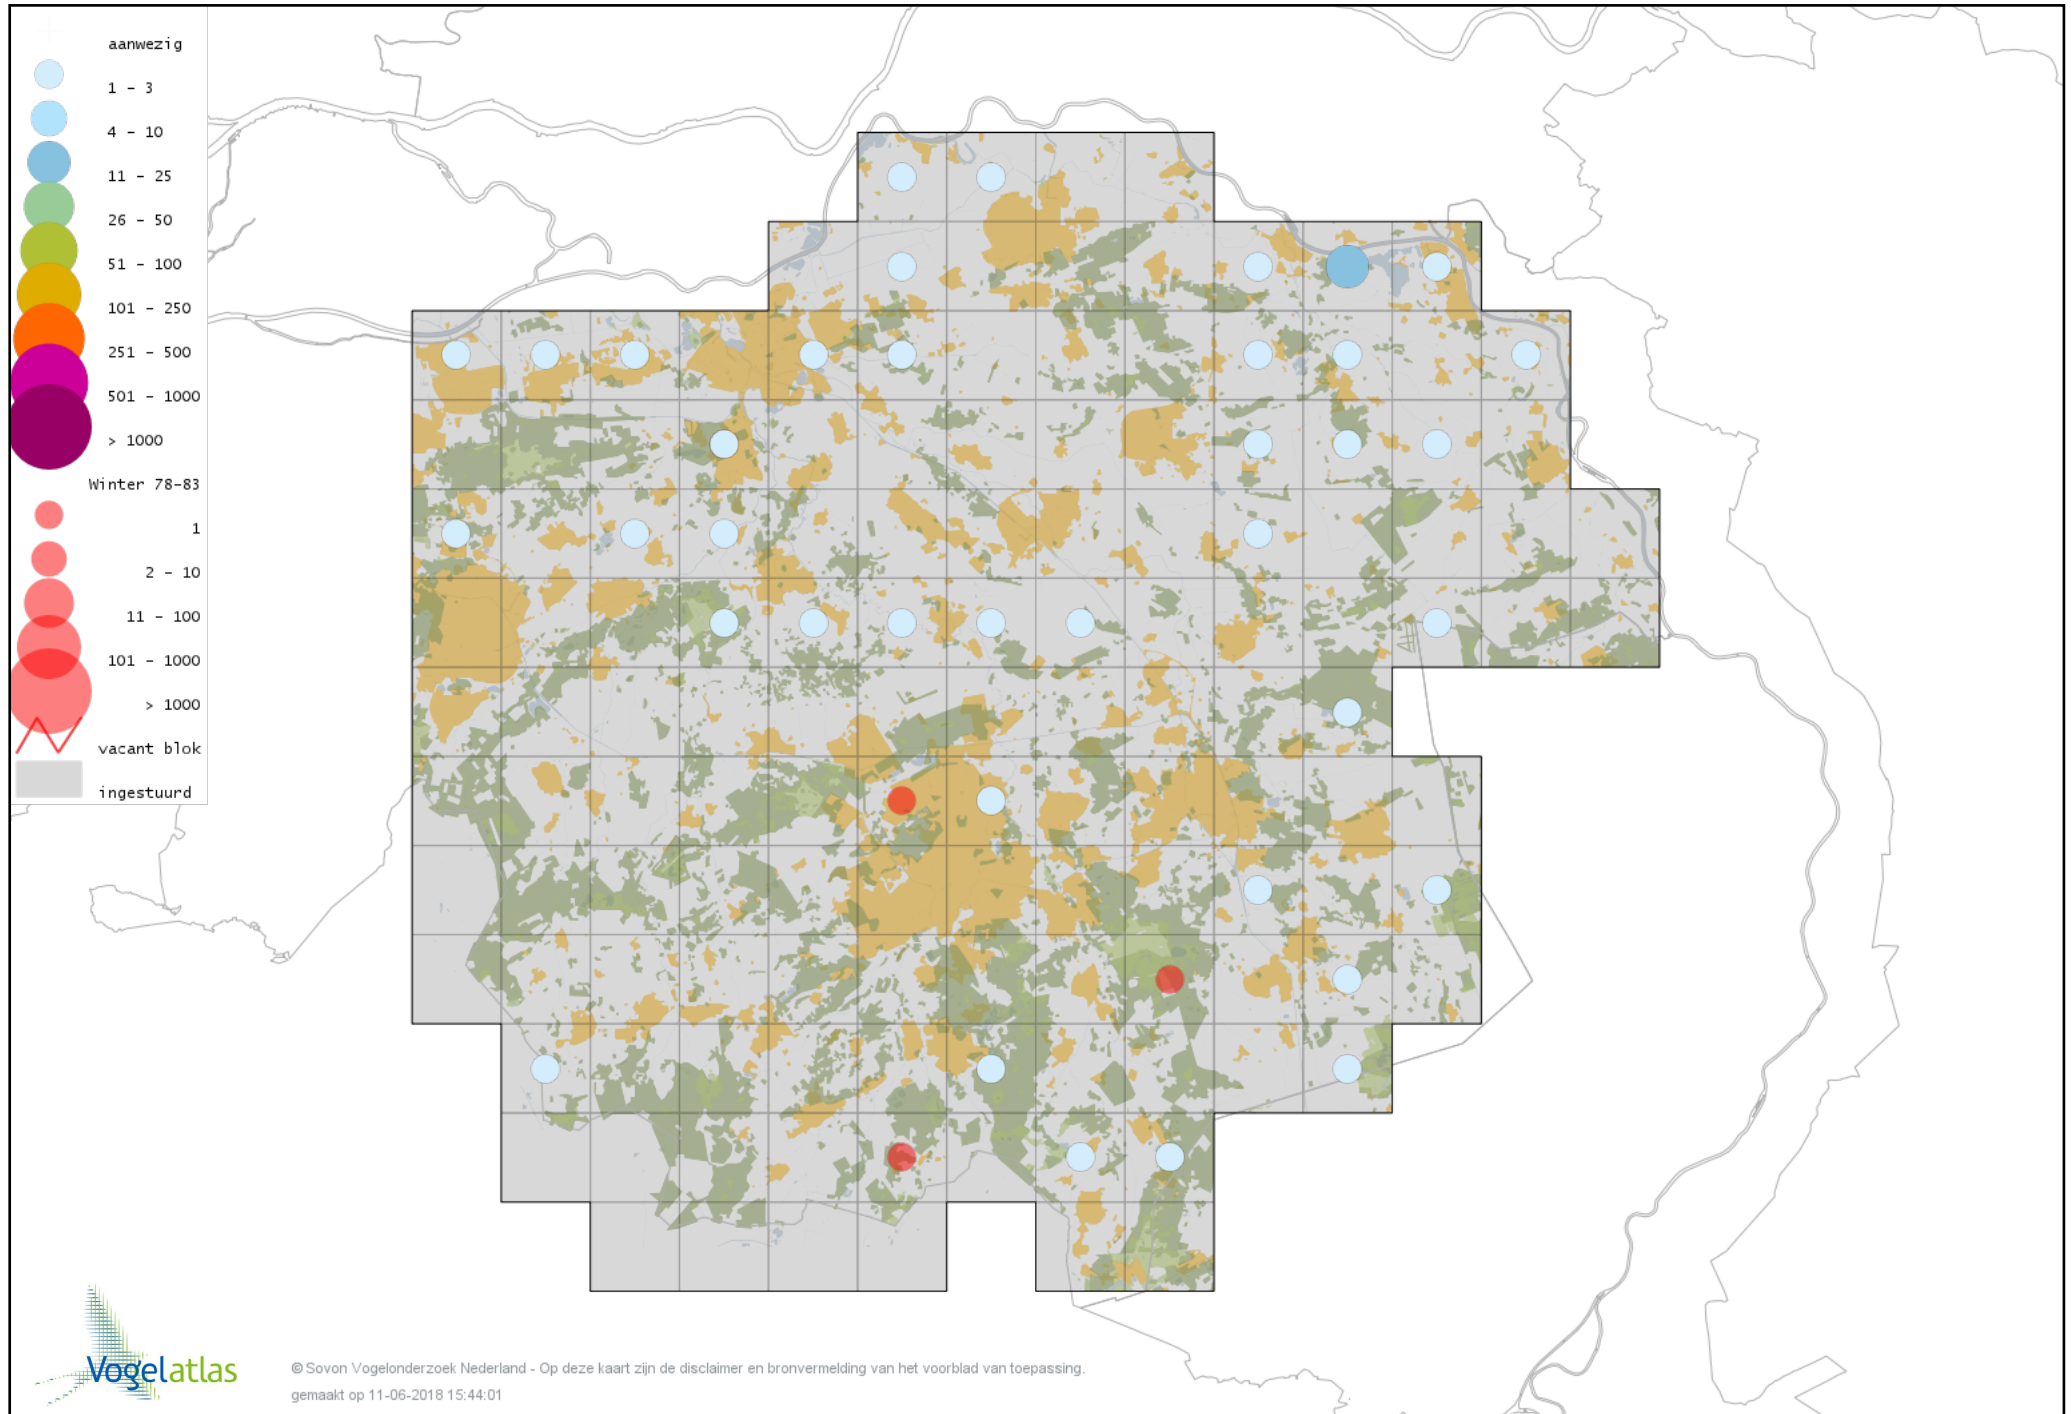 aanwezig
1 - 3
4 - 10
11 - 25
26 - 50
51 - 100
101 - 250
251 - 500
501 - 1000
> 1000
Winter 78-83
1
2 - 10
11 - 100
101 - 1000
> 1000
vacant blok
ingestuurd
Vogelatlas
© Sovon Vogelonderzoek Nederland - Op deze kaart zijn de disclaimer en bronvermelding van het voorblad van toepassing.
gemaakt op 11-06-2018 15:44:01